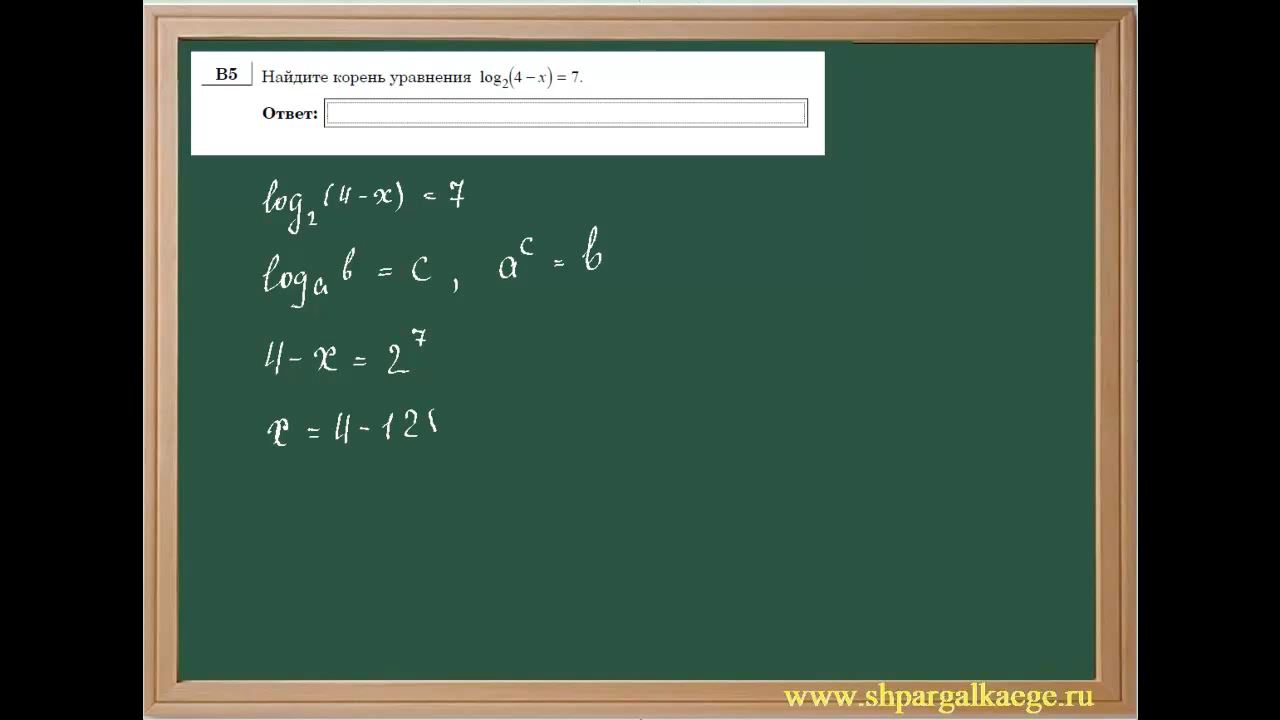 B5 Найдите корень уравнения log₂(4 − x) = 7.
Ответ:
log₂(4 - x) = 7
logₐ b = c , aᶜ = b
4 - x = 2⁷
x = 4 - 12
www.shpargalkaege.ru